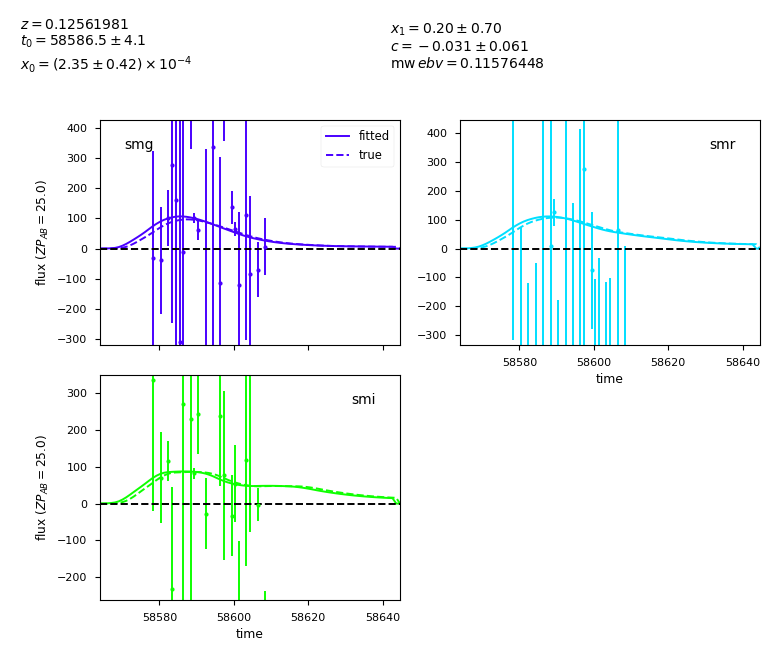 z = 0.12561981
t₀ = 58586.5 ± 4.1
x₀ = (2.35 ± 0.42) × 10⁻⁴
x₁ = 0.20 ± 0.70
c = −0.031 ± 0.061
mw ebv = 0.11576448
smg
fitted
true
400
300
200
100
0
−100
−200
−300
flux (ZP_AB = 25.0)
smr
400
300
200
100
0
−100
−200
−300
58580 58600 58620 58640
time
smi
300
200
100
0
−100
−200
flux (ZP_AB = 25.0)
58580 58600 58620 58640
time